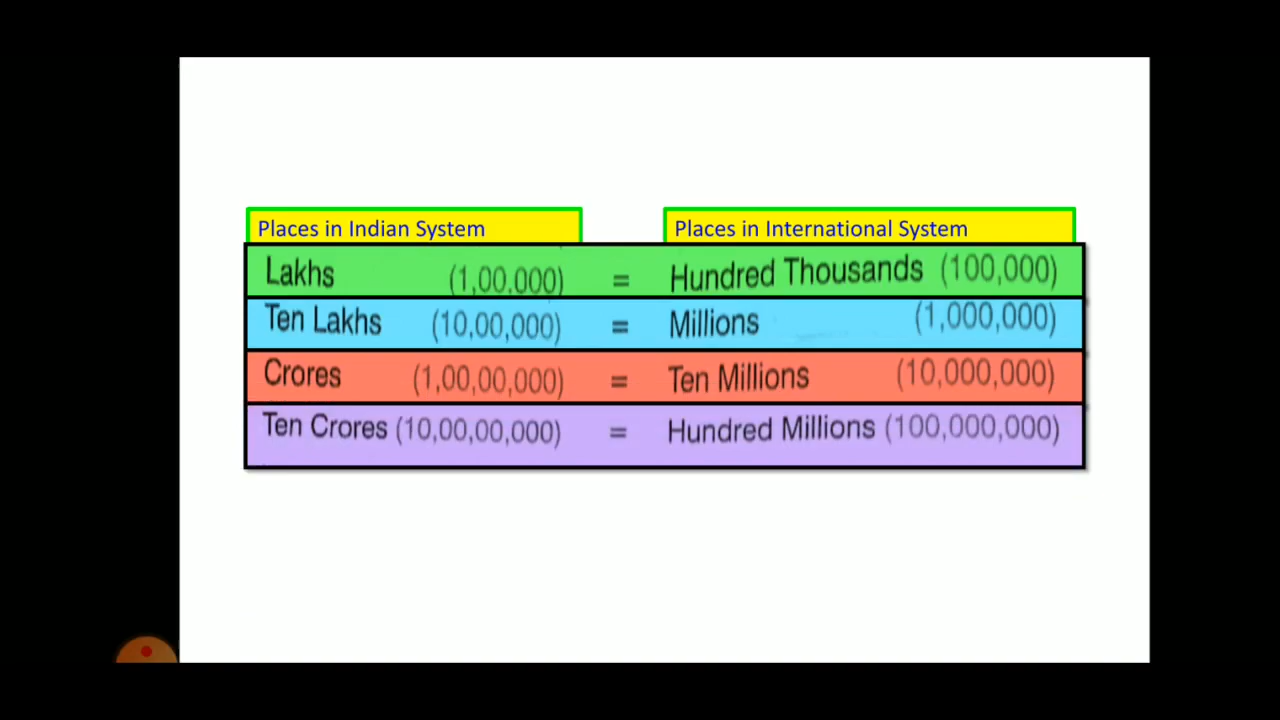 Places in Indian System Places in International System
Lakhs (1,00,000) = Hundred Thousands (100,000)
Ten Lakhs (10,00,000) = Millions (1,000,000)
Crores (1,00,00,000) = Ten Millions (10,000,000)
Ten Crores (10,00,00,000) = Hundred Millions (100,000,000)